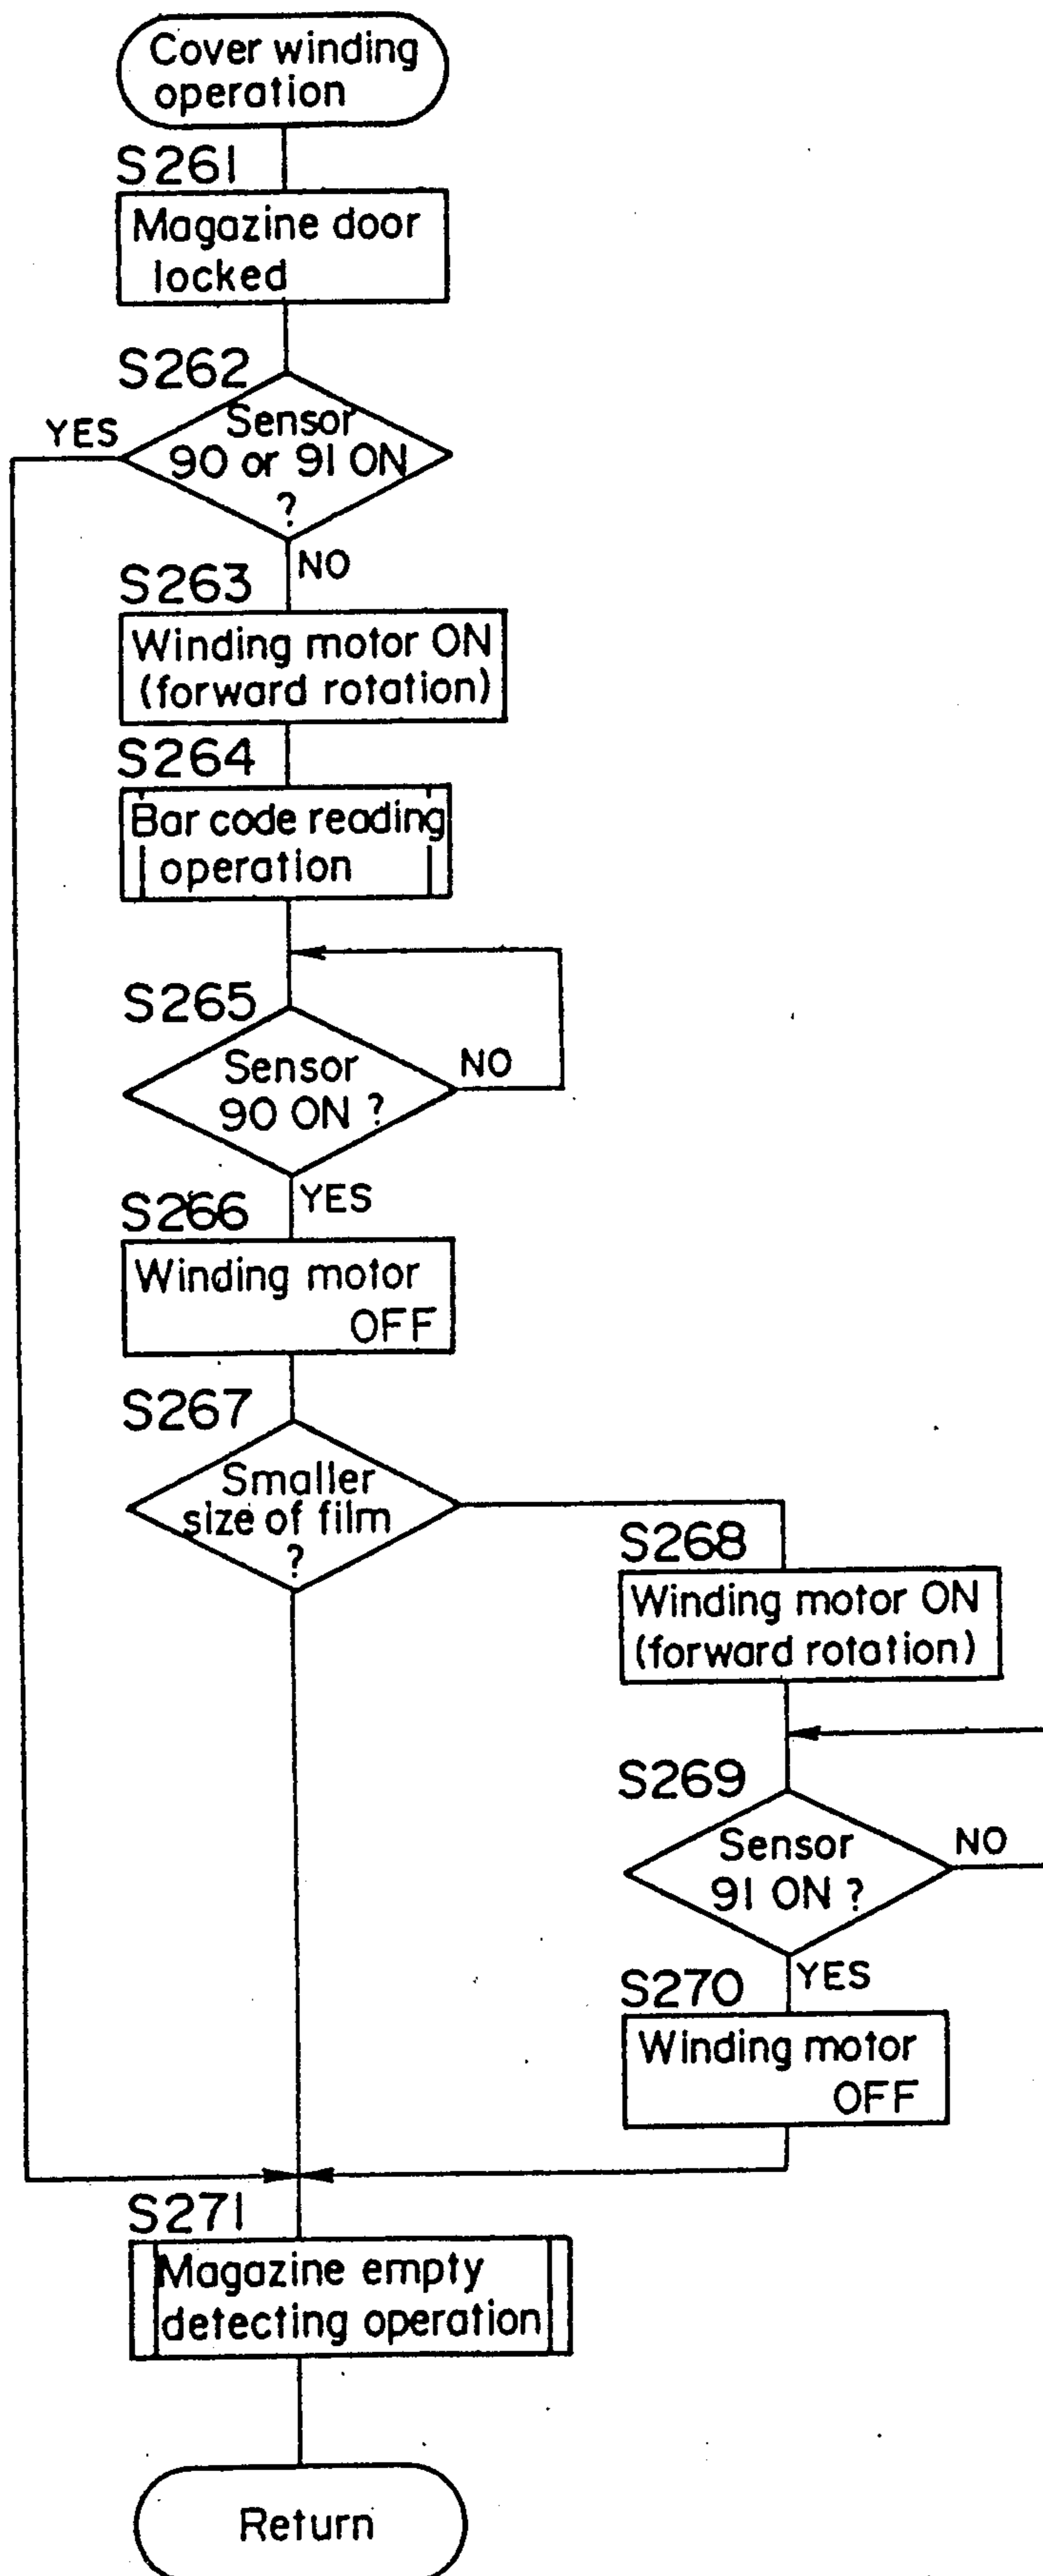 Cover winding
operation
S261
Magazine door
locked
S262
YES
Sensor
90 or 91 ON
?
NO
S263
Winding motor ON
(forward rotation)
S264
Bar code reading
operation
S265
Sensor
90 ON ?
NO
YES
S266
Winding motor
OFF
S267
Smaller
size of film
?
S268
Winding motor ON
(forward rotation)
S269
Sensor
91 ON ?
NO
YES
S270
Winding motor
OFF
S271
Magazine empty
detecting operation
Return